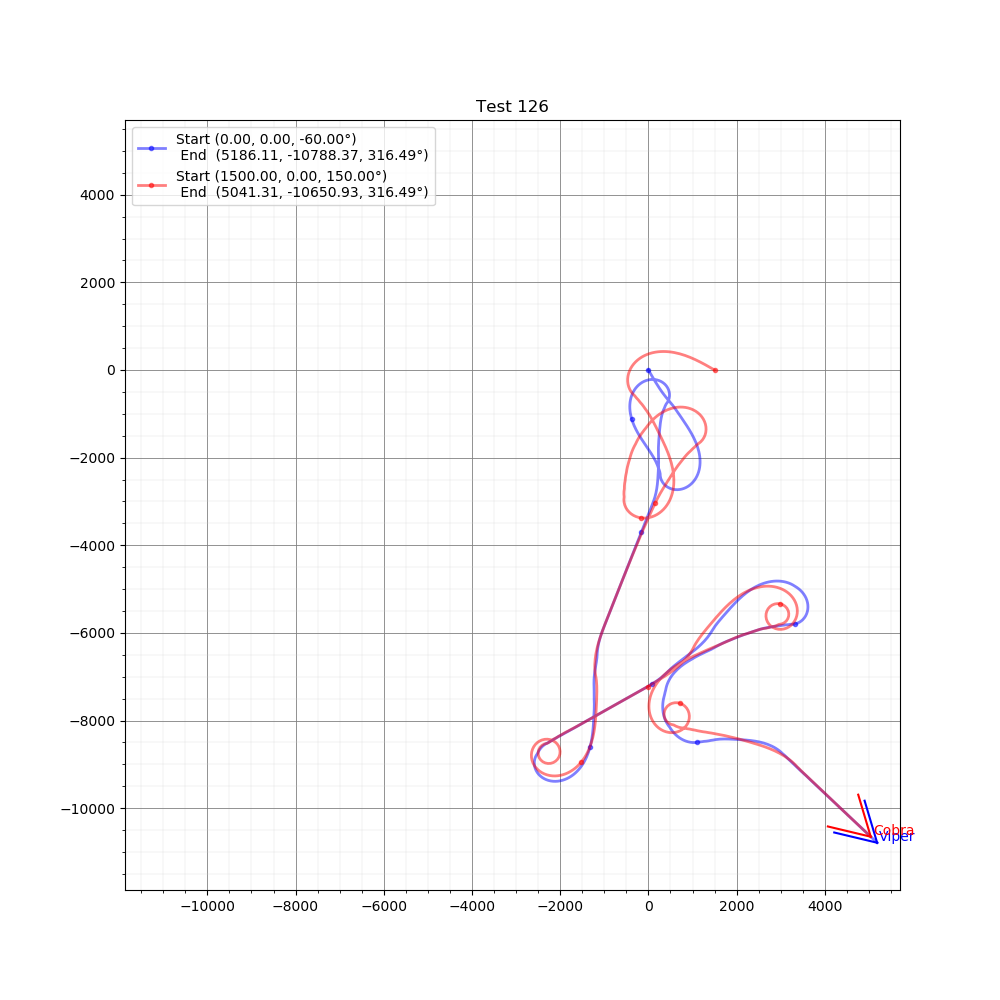 Test 126
Start (0.00, 0.00, -60.00°)
End (5186.11, -10788.37, 316.49°)
Start (1500.00, 0.00, 150.00°)
End (5041.31, -10650.93, 316.49°)
4000
2000
0
−2000
−4000
−6000
−8000
−10000
Cobra
Viper
−10000 −8000 −6000 −4000 −2000 0 2000 4000